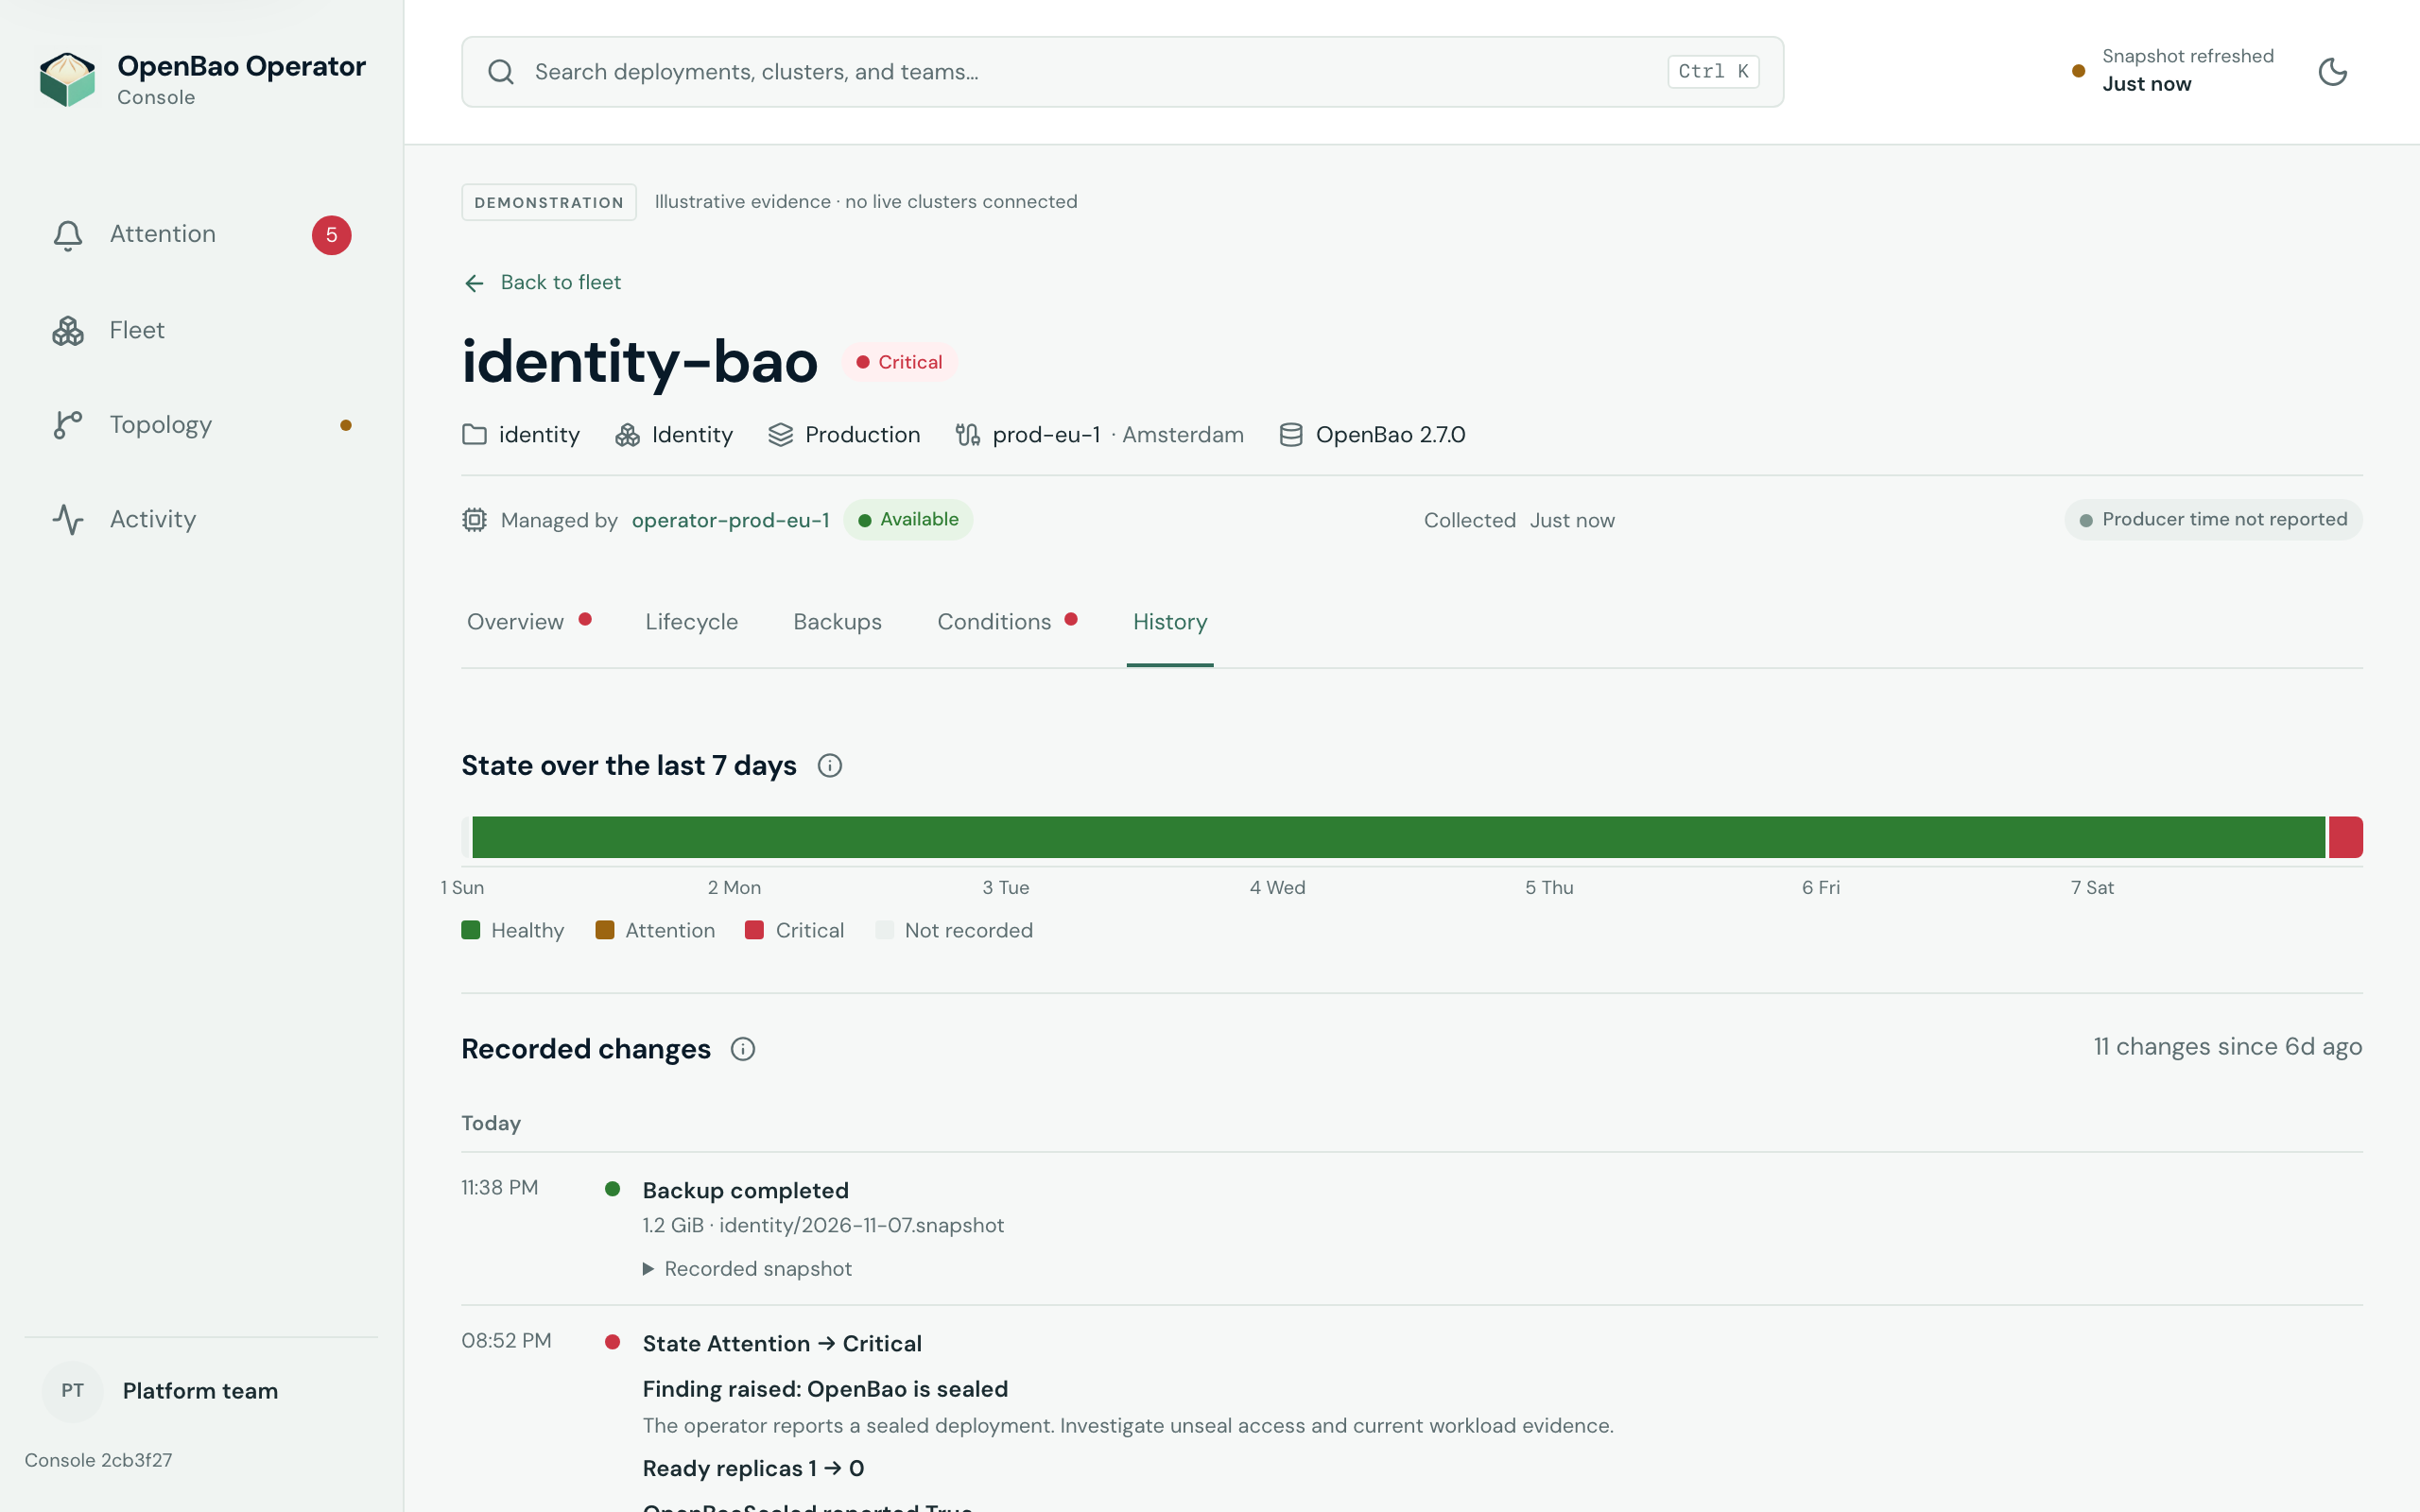 OpenBao Operator
Console
Search deployments, clusters, and teams...
Ctrl K
Snapshot refreshed
Just now
Attention
5
Fleet
Topology
Activity
DEMONSTRATION
Illustrative evidence · no live clusters connected
Back to fleet
identity-bao
Critical
identity
Identity
Production
prod-eu-1 · Amsterdam
OpenBao 2.7.0
Managed by operator-prod-eu-1
Available
Collected Just now
Producer time not reported
Overview
Lifecycle
Backups
Conditions
History
State over the last 7 days
1 Sun
2 Mon
3 Tue
4 Wed
5 Thu
6 Fri
7 Sat
Healthy
Attention
Critical
Not recorded
Recorded changes
11 changes since 6d ago
Today
11:38 PM
Backup completed
1.2 GiB · identity/2026-11-07.snapshot
Recorded snapshot
08:52 PM
State Attention → Critical
Finding raised: OpenBao is sealed
The operator reports a sealed deployment. Investigate unseal access and current workload evidence.
Ready replicas 1 → 0
OpenBaoSealed reported True
PT
Platform team
Console 2cb3f27